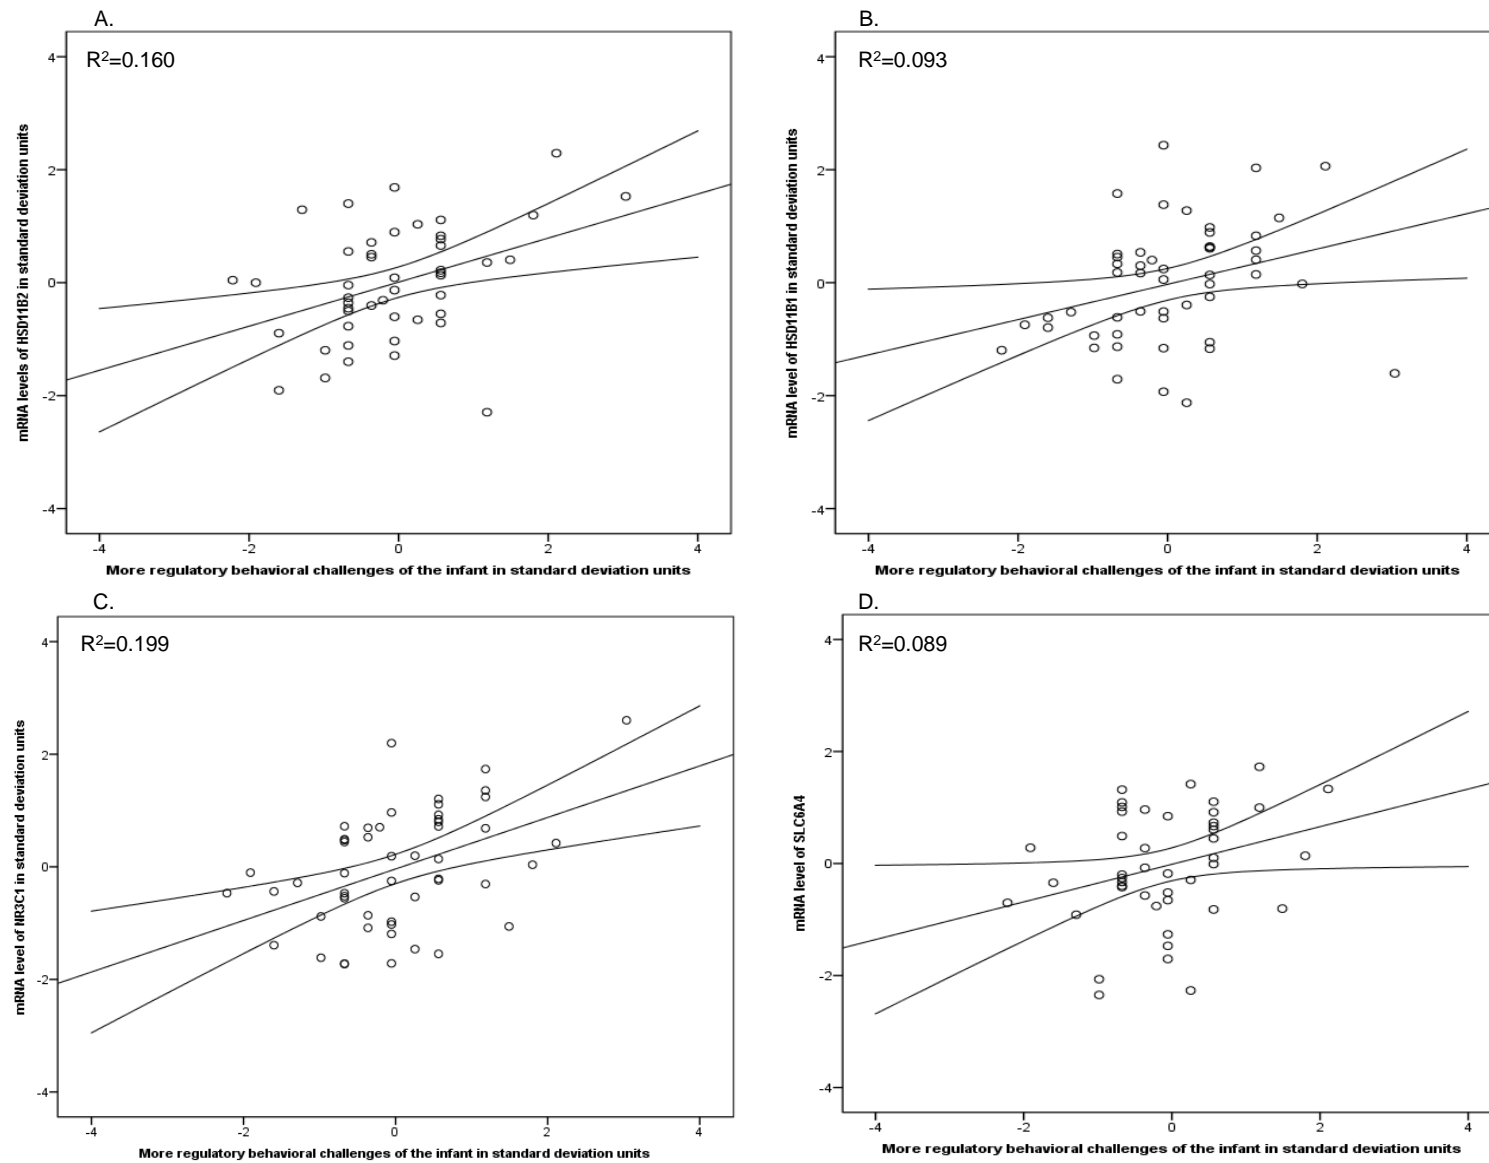 A.
R²=0.160
mRNA levels of HSD11B2 in standard deviation units
4
2
0
-2
-4
-4 -2 0 2 4
More regulatory behavioral challenges of the infant in standard deviation units
B.
R²=0.093
mRNA level of HSD11B1 in standard deviation units
4
2
0
-2
-4
-4 -2 0 2 4
More regulatory behavioral challenges of the infant in standard deviation units
C.
R²=0.199
mRNA level of NR3C1 in standard deviation units
4
2
0
-2
-4
-4 -2 0 2 4
More regulatory behavioral challenges of the infant in standard deviation units
D.
R²=0.089
mRNA level of SLC6A4
4
2
0
-2
-4
-4 -2 0 2 4
More regulatory behavioral challenges of the infant in standard deviation units